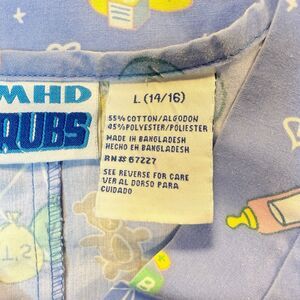 MHD
RUBS
L (14/16)
55% COTTON/ALGODON
45% POLYESTER/POLIESTER
MADE IN BANGLADESH
HECHO EN BANGLADESH
RN# 67227
SEE REVERSE FOR CARE
VER AL DORSO PARA
CUIDADO